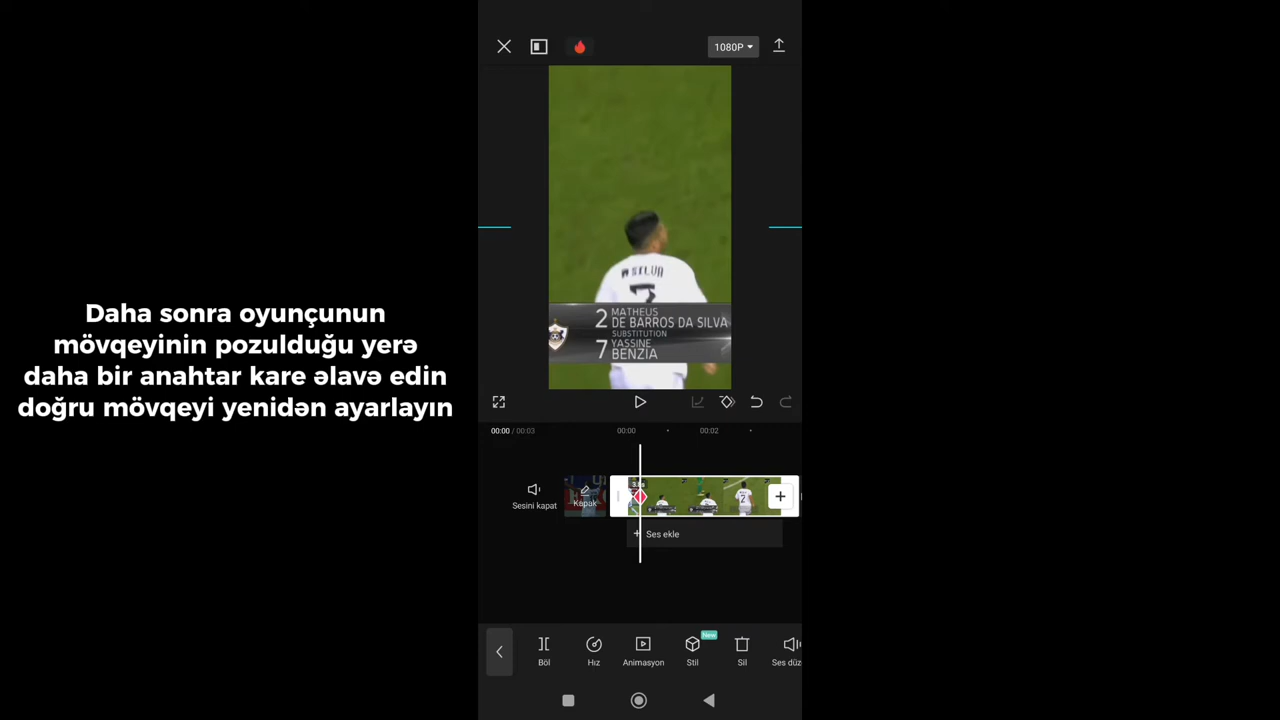 1080P
Daha sonra oyunçunun
mövqeyinin pozulduğu yerə
daha bir anahtar kare əlavə edin
doğru mövqeyi yenidən ayarlayın
2 MATHEUS
DE BARROS DA SILVA
SUBSTITUTION
7 YASSINE
BENZIA
00:00 / 00:03
00:00
00:02
Sesini kapat
Kapak
+ Ses ekle
New
Böl
Hız
Animasyon
Stil
Sil
Ses düz